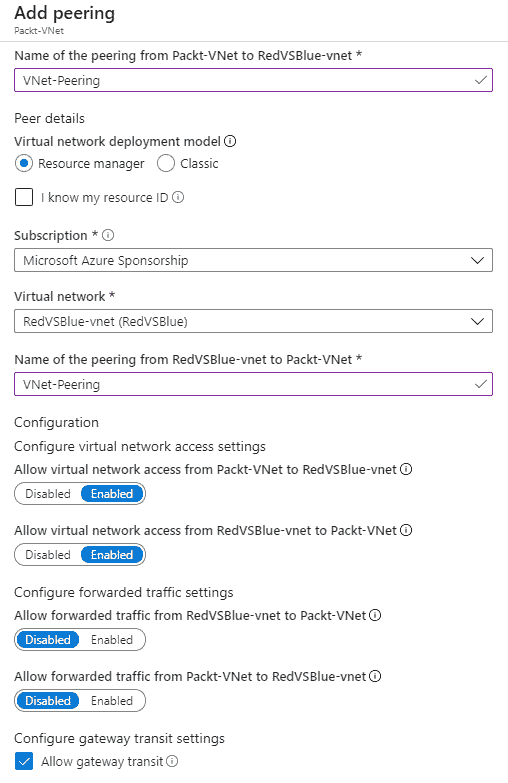 Add peering
Packt-VNet
Name of the peering from Packt-VNet to RedVSBlue-vnet *
VNet-Peering
Peer details
Virtual network deployment model
Resource manager Classic
I know my resource ID
Subscription *
Microsoft Azure Sponsorship
Virtual network *
RedVSBlue-vnet (RedVSBlue)
Name of the peering from RedVSBlue-vnet to Packt-VNet *
VNet-Peering
Configuration
Configure virtual network access settings
Allow virtual network access from Packt-VNet to RedVSBlue-vnet
Disabled Enabled
Allow virtual network access from RedVSBlue-vnet to Packt-VNet
Disabled Enabled
Configure forwarded traffic settings
Allow forwarded traffic from RedVSBlue-vnet to Packt-VNet
Disabled Enabled
Allow forwarded traffic from Packt-VNet to RedVSBlue-vnet
Disabled Enabled
Configure gateway transit settings
Allow gateway transit